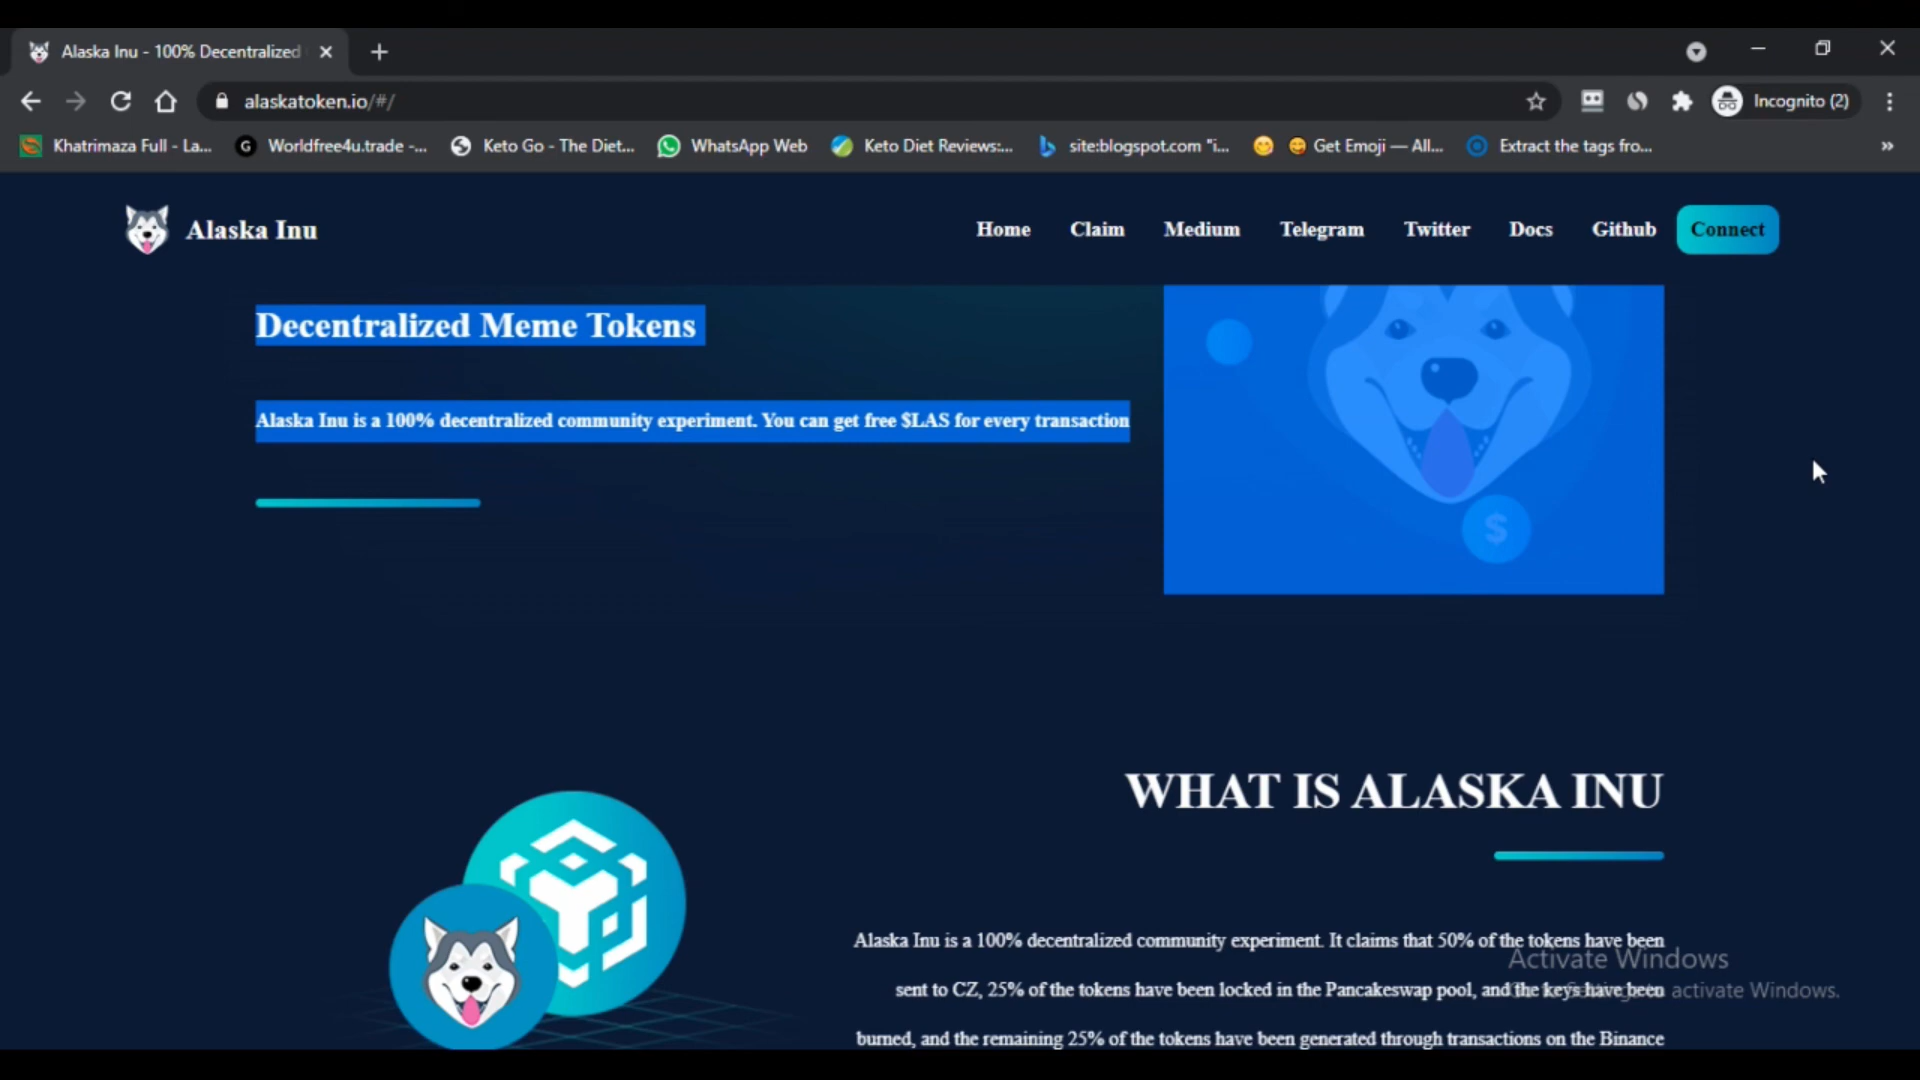 Alaska Inu - 100% Decentralized
alaskatoken.io/#/
Incognito (2)
Khatrimaza Full - La...
Worldfree4u.trade -...
Keto Go - The Diet...
WhatsApp Web
Keto Diet Reviews:...
site:blogspot.com "i...
Get Emoji — All...
Extract the tags fro...
»
Alaska Inu
Home
Claim
Medium
Telegram
Twitter
Docs
Github
Connect
Decentralized Meme Tokens
Alaska Inu is a 100% decentralized community experiment. You can get free $LAS for every transaction
$
WHAT IS ALASKA INU
Alaska Inu is a 100% decentralized community experiment. It claims that 50% of the tokens have been
sent to CZ, 25% of the tokens have been locked in the Pancakeswap pool, and the keys have been
burned, and the remaining 25% of the tokens have been generated through transactions on the Binance
Activate Windows
activate Windows.